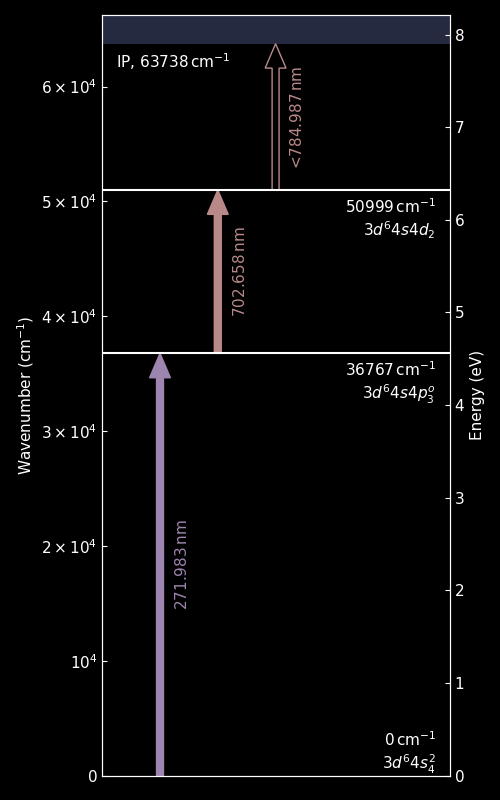 IP, 63738 cm⁻¹
<784.987 nm
50999 cm⁻¹
3d⁶4s4d₂
702.658 nm
36767 cm⁻¹
3d⁶4s4pᵒ₃
271.983 nm
0 cm⁻¹
3d⁶4s²₄
Wavenumber (cm⁻¹)
6 × 10⁴
5 × 10⁴
4 × 10⁴
3 × 10⁴
2 × 10⁴
10⁴
0
Energy (eV)
8
7
6
5
4
3
2
1
0